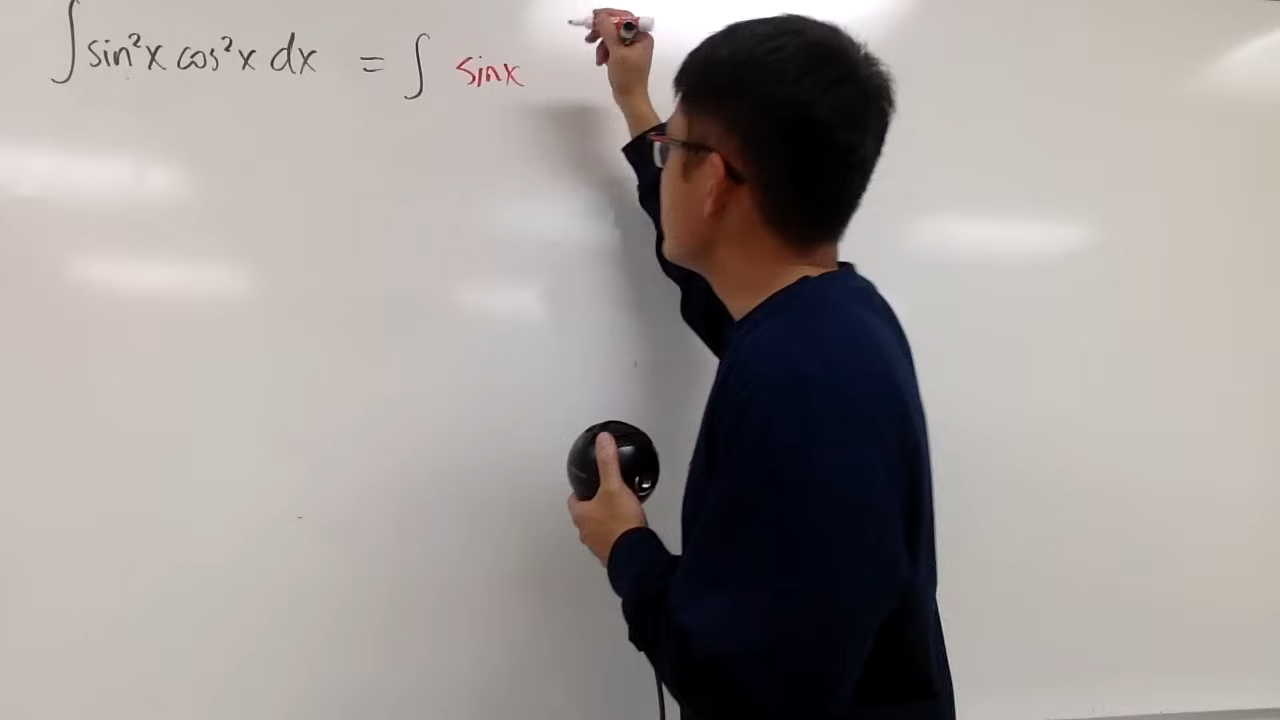 ∫ sin²x cos²x dx = ∫ sinx